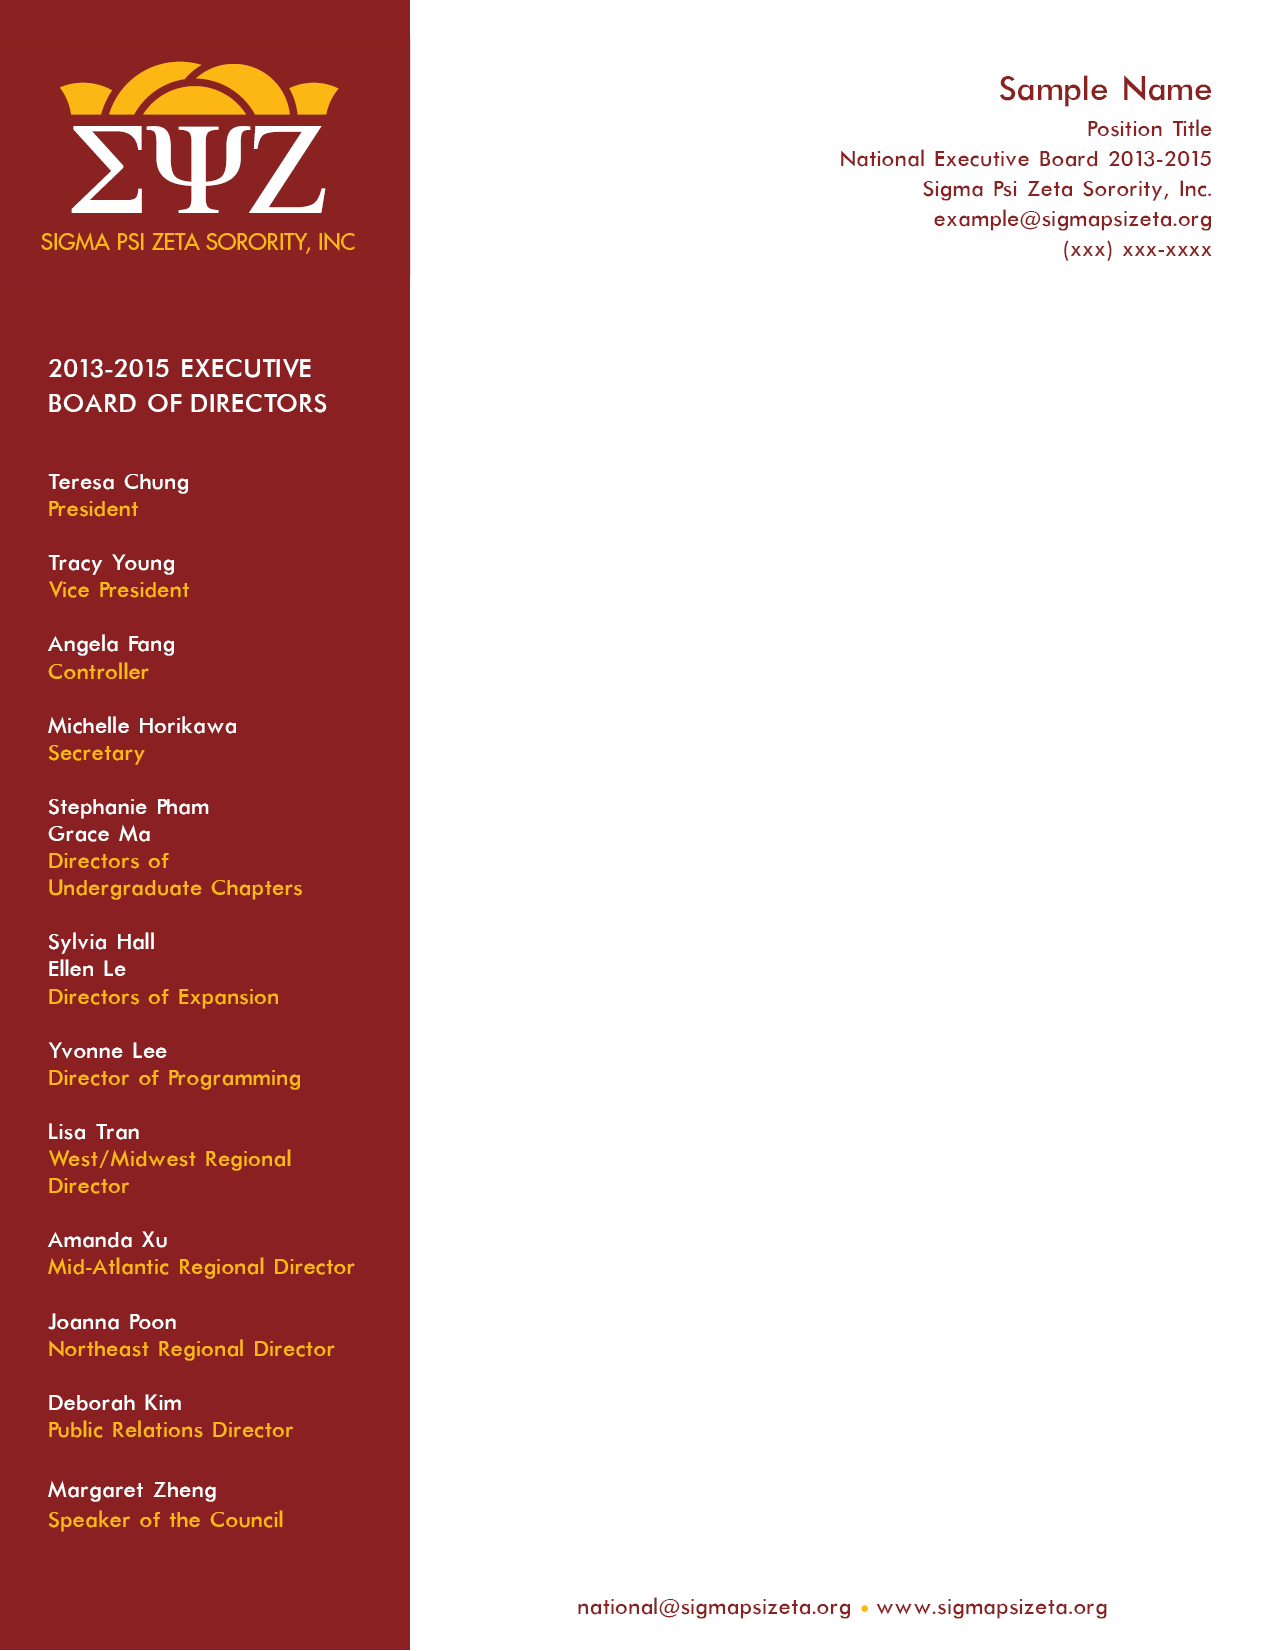 ΣΨΖ
SIGMA PSI ZETA SORORITY, INC
Sample Name
Position Title
National Executive Board 2013-2015
Sigma Psi Zeta Sorority, Inc.
example@sigmapsizeta.org
(xxx) xxx-xxxx
2013-2015 EXECUTIVE
BOARD OF DIRECTORS
Teresa Chung
President
Tracy Young
Vice President
Angela Fang
Controller
Michelle Horikawa
Secretary
Stephanie Pham
Grace Ma
Directors of
Undergraduate Chapters
Sylvia Hall
Ellen Le
Directors of Expansion
Yvonne Lee
Director of Programming
Lisa Tran
West/Midwest Regional
Director
Amanda Xu
Mid-Atlantic Regional Director
Joanna Poon
Northeast Regional Director
Deborah Kim
Public Relations Director
Margaret Zheng
Speaker of the Council
national@sigmapsizeta.org • www.sigmapsizeta.org